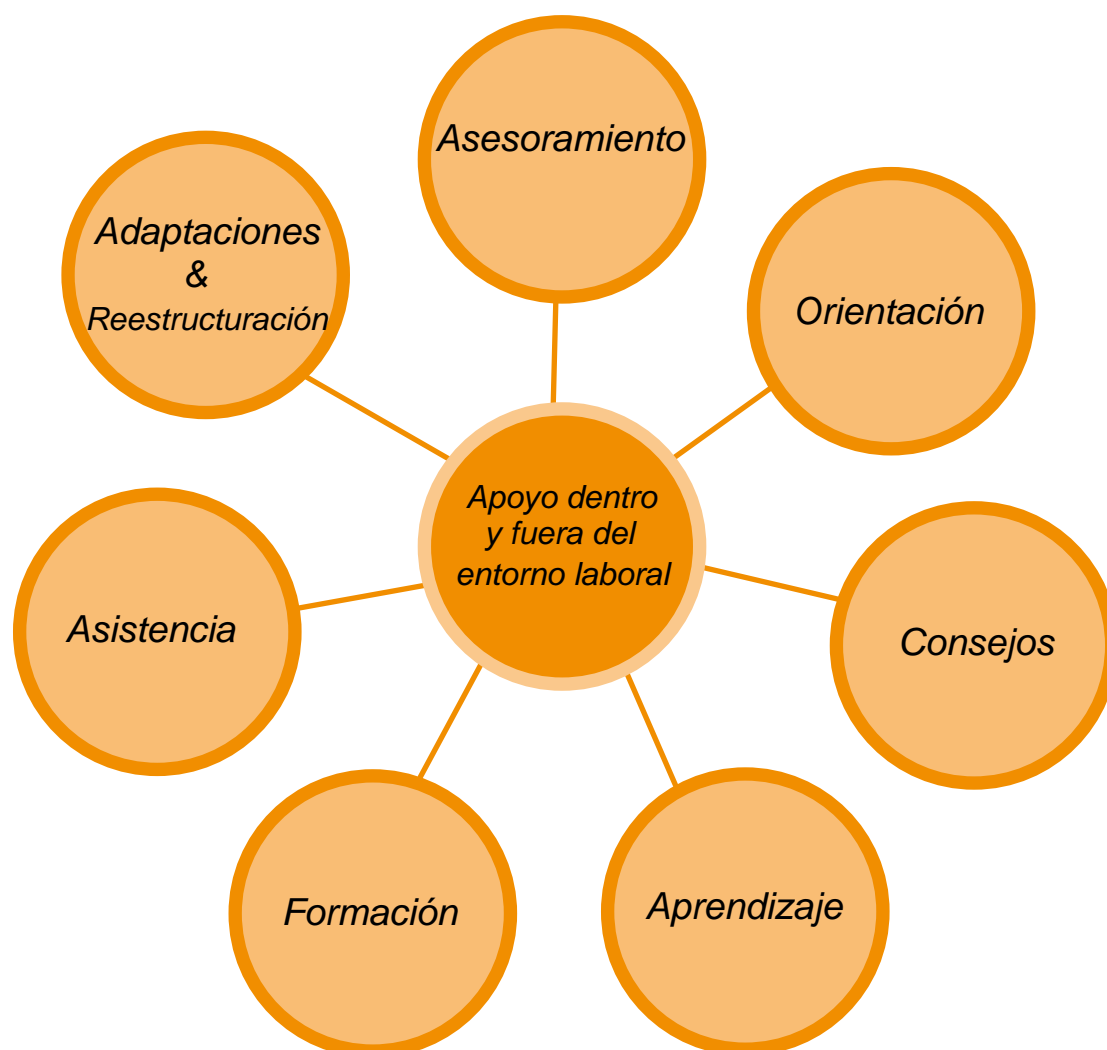 Asesoramiento
Adaptaciones
&
Reestructuración
Orientación
Apoyo dentro
y fuera del
entorno laboral
Asistencia
Consejos
Formación
Aprendizaje